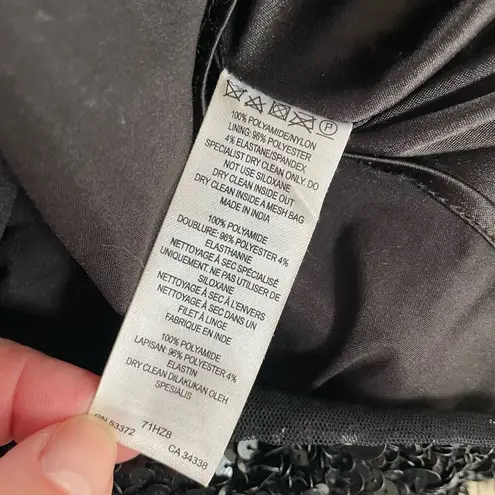 P
100% POLYAMIDE/NYLON
LINING: 96% POLYESTER
4% ELASTANE/SPANDEX
SPECIALIST DRY CLEAN ONLY. DO
NOT USE SILOXANE
DRY CLEAN INSIDE OUT
DRY CLEAN INSIDE A MESH BAG
MADE IN INDIA
100% POLYAMIDE
DOUBLURE: 96% POLYESTER 4%
ELASTHANNE
NETTOYAGE À SEC SPÉCIALISÉ
UNIQUEMENT. NE PAS UTILISER DE
SILOXANE
NETTOYAGE À SEC À L'ENVERS
NETTOYAGE À SEC DANS UN
FILET À LINGE
FABRIQUE EN INDE
100% POLYAMIDE
LAPISAN: 96% POLYESTER 4%
ELASTIN
DRY CLEAN DILAKUKAN OLEH
SPESIALIS
71HZ8
RN 53372
CA 34338